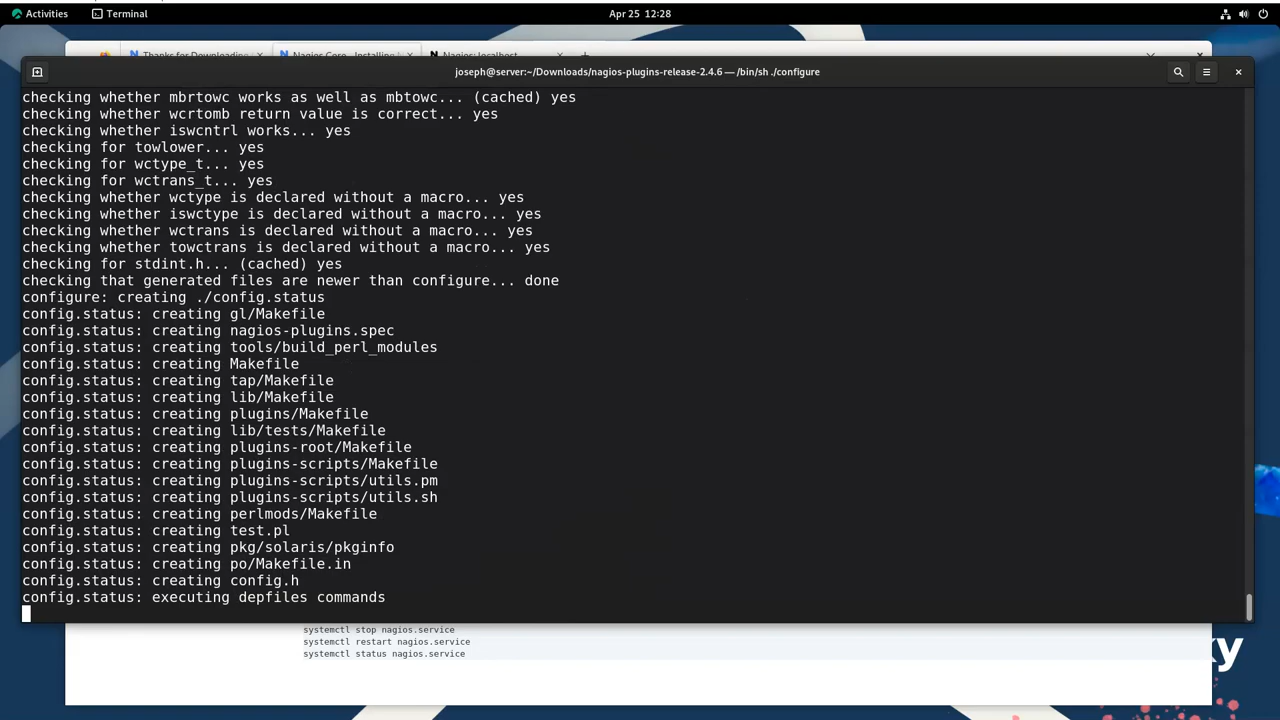 Activities
Terminal
Apr 25 12:28
Thanks for Downloading
Nagios Core - Installing
Nagios: localhost
joseph@server:~/Downloads/nagios-plugins-release-2.4.6 — /bin/sh ./configure
checking whether mbrtowc works as well as mbtowc... (cached) yes
checking whether wcrtomb return value is correct... yes
checking whether iswcntrl works... yes
checking for towlower... yes
checking for wctype_t... yes
checking for wctrans_t... yes
checking whether wctype is declared without a macro... yes
checking whether iswctype is declared without a macro... yes
checking whether wctrans is declared without a macro... yes
checking whether towctrans is declared without a macro... yes
checking for stdint.h... (cached) yes
checking that generated files are newer than configure... done
configure: creating ./config.status
config.status: creating gl/Makefile
config.status: creating nagios-plugins.spec
config.status: creating tools/build_perl_modules
config.status: creating Makefile
config.status: creating tap/Makefile
config.status: creating lib/Makefile
config.status: creating plugins/Makefile
config.status: creating lib/tests/Makefile
config.status: creating plugins-root/Makefile
config.status: creating plugins-scripts/Makefile
config.status: creating plugins-scripts/utils.pm
config.status: creating plugins-scripts/utils.sh
config.status: creating perlmods/Makefile
config.status: creating test.pl
config.status: creating pkg/solaris/pkginfo
config.status: creating po/Makefile.in
config.status: creating config.h
config.status: executing depfiles commands
systemctl stop nagios.service
systemctl restart nagios.service
systemctl status nagios.service